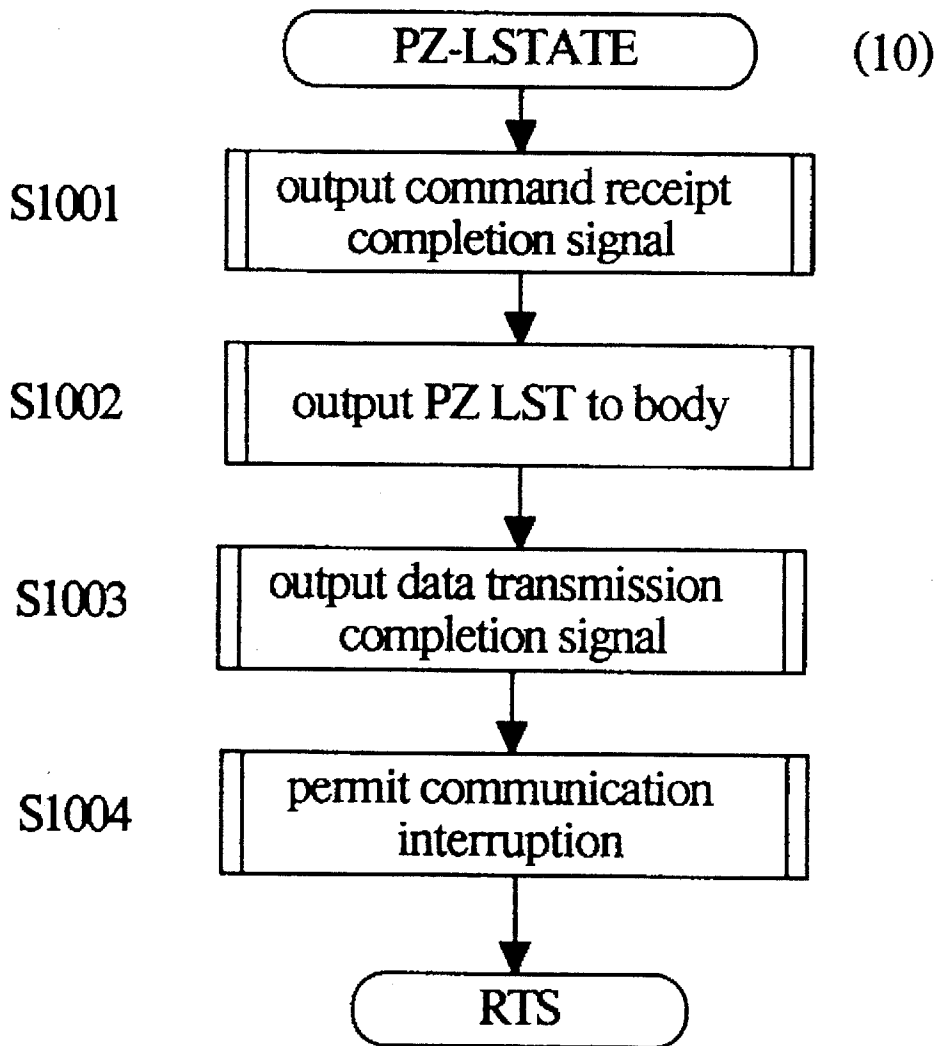 PZ-LSTATE (10)
S1001 output command receipt
completion signal
S1002 output PZ LST to body
S1003 output data transmission
completion signal
S1004 permit communication
interruption
RTS